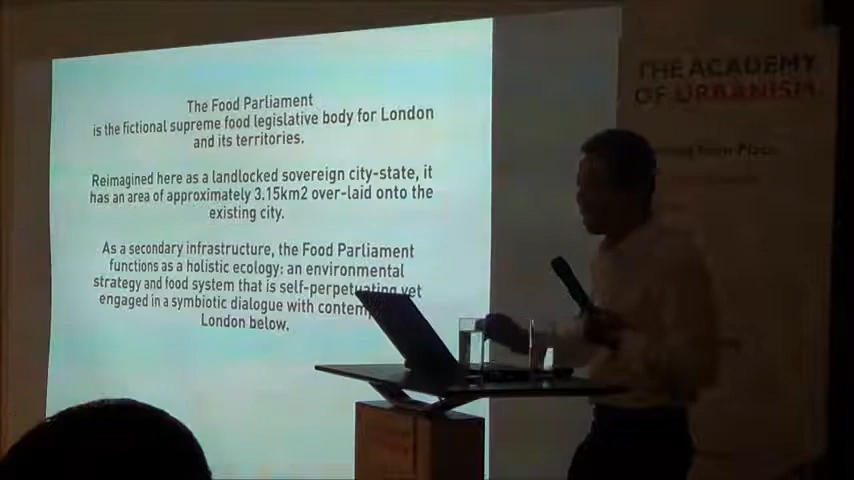 The Food Parliament
is the fictional supreme food legislative body for London
and its territories.
Reimagined here as a landlocked sovereign city-state, it
has an area of approximately 3.15km2 over-laid onto the
existing city.
As a secondary infrastructure, the Food Parliament
functions as a holistic ecology: an environmental
strategy and food system that is self-perpetuating yet
engaged in a symbiotic dialogue with contemp
London below.
THE ACADEMY
OF URBANISM
Place